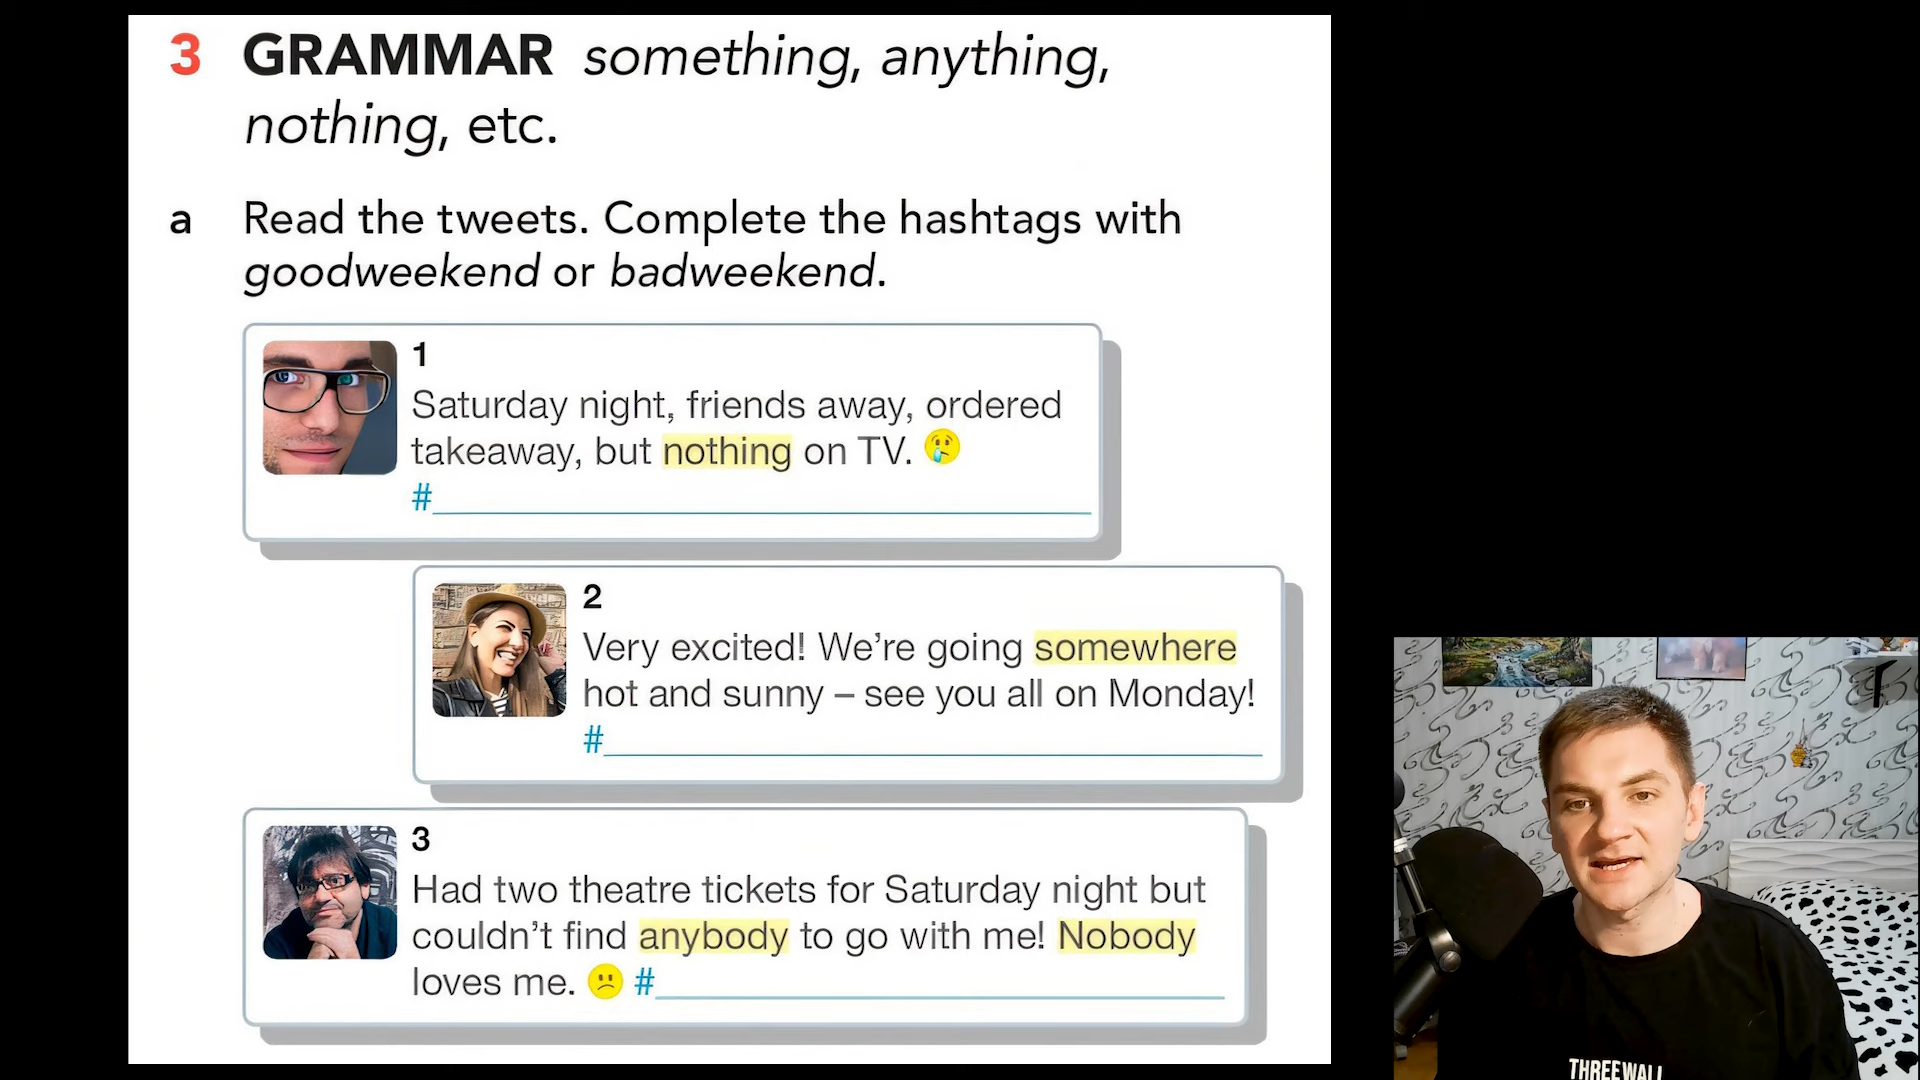 3 GRAMMAR something, anything,
nothing, etc.
a Read the tweets. Complete the hashtags with
goodweekend or badweekend.
1
Saturday night, friends away, ordered
takeaway, but nothing on TV.
#
2
Very excited! We’re going somewhere
hot and sunny – see you all on Monday!
#
3
Had two theatre tickets for Saturday night but
couldn’t find anybody to go with me! Nobody
loves me. #
THREEWALL